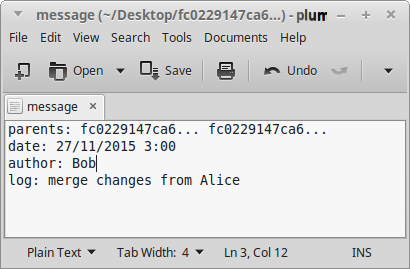 message (~/Desktop/fc0229147ca6...) - plum
File Edit View Search Tools Documents Help
Open Save Undo
message ×
parents: fc0229147ca6... fc0229147ca6...
date: 27/11/2015 3:00
author: Bob
log: merge changes from Alice
Plain Text Tab Width: 4 Ln 3, Col 12 INS